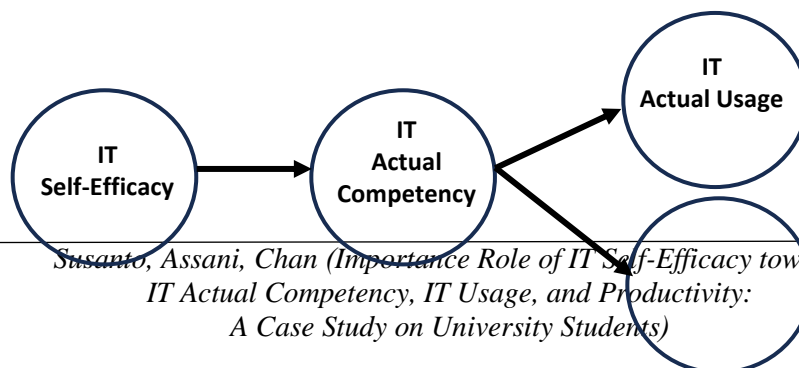 IT
Actual Usage
IT
Self-Efficacy
IT
Actual
Competency
Susanto, Assani, Chan (Importance Role of IT Self-Efficacy tow
IT Actual Competency, IT Usage, and Productivity:
A Case Study on University Students)